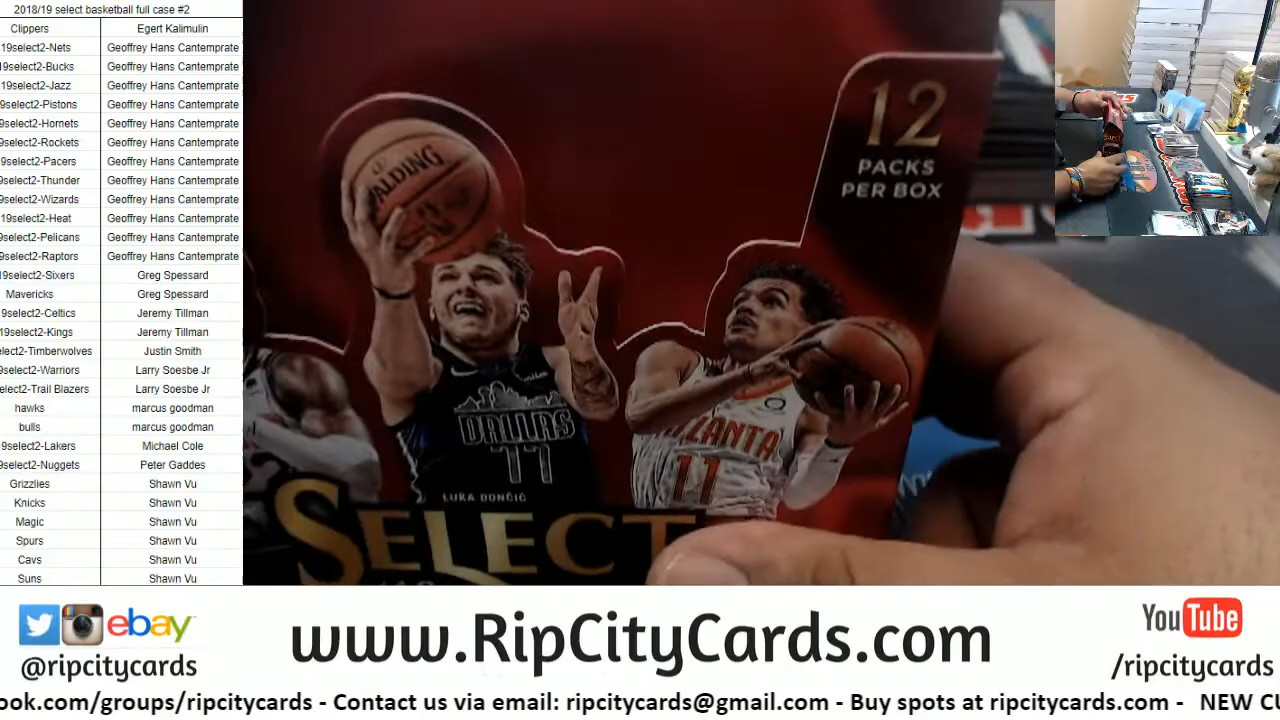 2018/19 select basketball full case #2
Clippers Egert Kalimulin
19select2-Nets Geoffrey Hans Cantemprate
19select2-Bucks Geoffrey Hans Cantemprate
19select2-Jazz Geoffrey Hans Cantemprate
9select2-Pistons Geoffrey Hans Cantemprate
9select2-Hornets Geoffrey Hans Cantemprate
9select2-Rockets Geoffrey Hans Cantemprate
9select2-Pacers Geoffrey Hans Cantemprate
9select2-Thunder Geoffrey Hans Cantemprate
9select2-Wizards Geoffrey Hans Cantemprate
19select2-Heat Geoffrey Hans Cantemprate
9select2-Pelicans Geoffrey Hans Cantemprate
9select2-Raptors Geoffrey Hans Cantemprate
19select2-Sixers Greg Spessard
Mavericks Greg Spessard
9select2-Celtics Jeremy Tillman
19select2-Kings Jeremy Tillman
elect2-Timberwolves Justin Smith
9select2-Warriors Larry Soesbe Jr
select2-Trail Blazers Larry Soesbe Jr
hawks marcus goodman
bulls marcus goodman
9select2-Lakers Michael Cole
9select2-Nuggets Peter Gaddes
Grizzlies Shawn Vu
Knicks Shawn Vu
Magic Shawn Vu
Spurs Shawn Vu
Cavs Shawn Vu
Suns Shawn Vu
12
PACKS
PER BOX
SPALDING
DALLAS
77
LUKA DONČIĆ
ATLANTA
11
SELECT
ebay
@ripcitycards
www.RipCityCards.com
YouTube
/ripcitycards
ook.com/groups/ripcitycards - Contact us via email: ripcitycards@gmail.com - Buy spots at ripcitycards.com - NEW CU